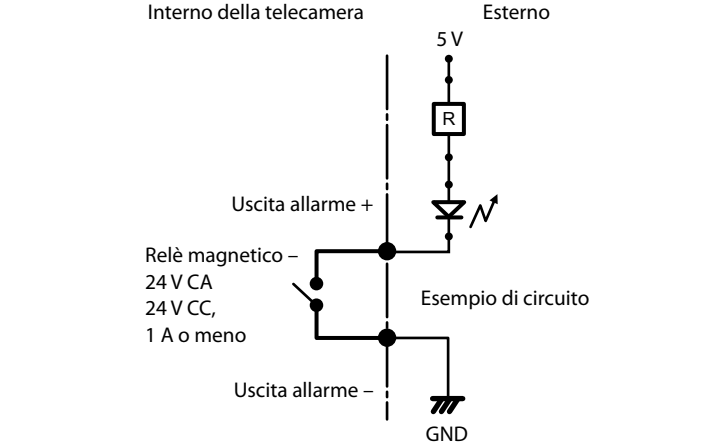 Interno della telecamera
Esterno
5 V
R
Uscita allarme +
Relè magnetico –
24 V CA
24 V CC,
1 A o meno
Esempio di circuito
Uscita allarme –
GND